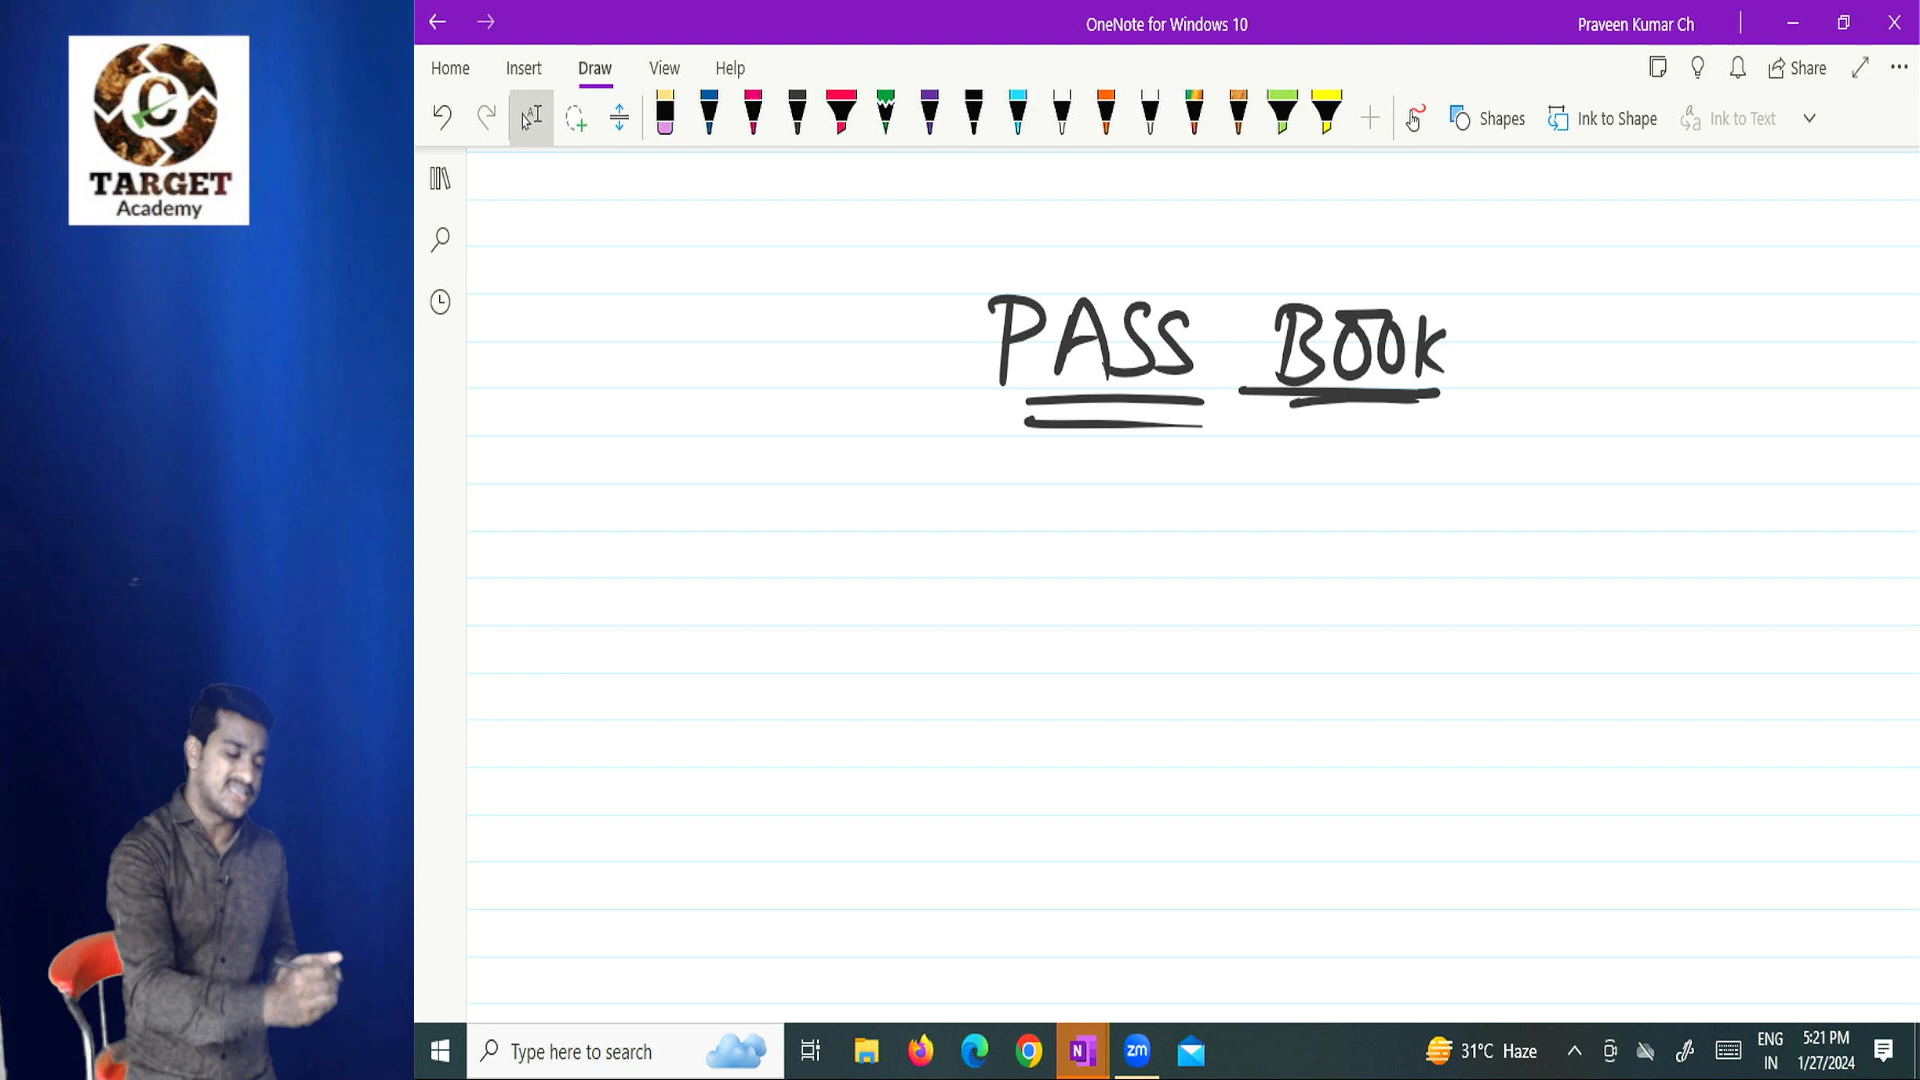 OneNote for Windows 10
Praveen Kumar Ch
Home Insert Draw View Help
Share
Shapes Ink to Shape Ink to Text
C
TARGET
Academy
PASS BOOK
Type here to search
N
zm
31°C Haze
ENG
IN
5:21 PM
1/27/2024